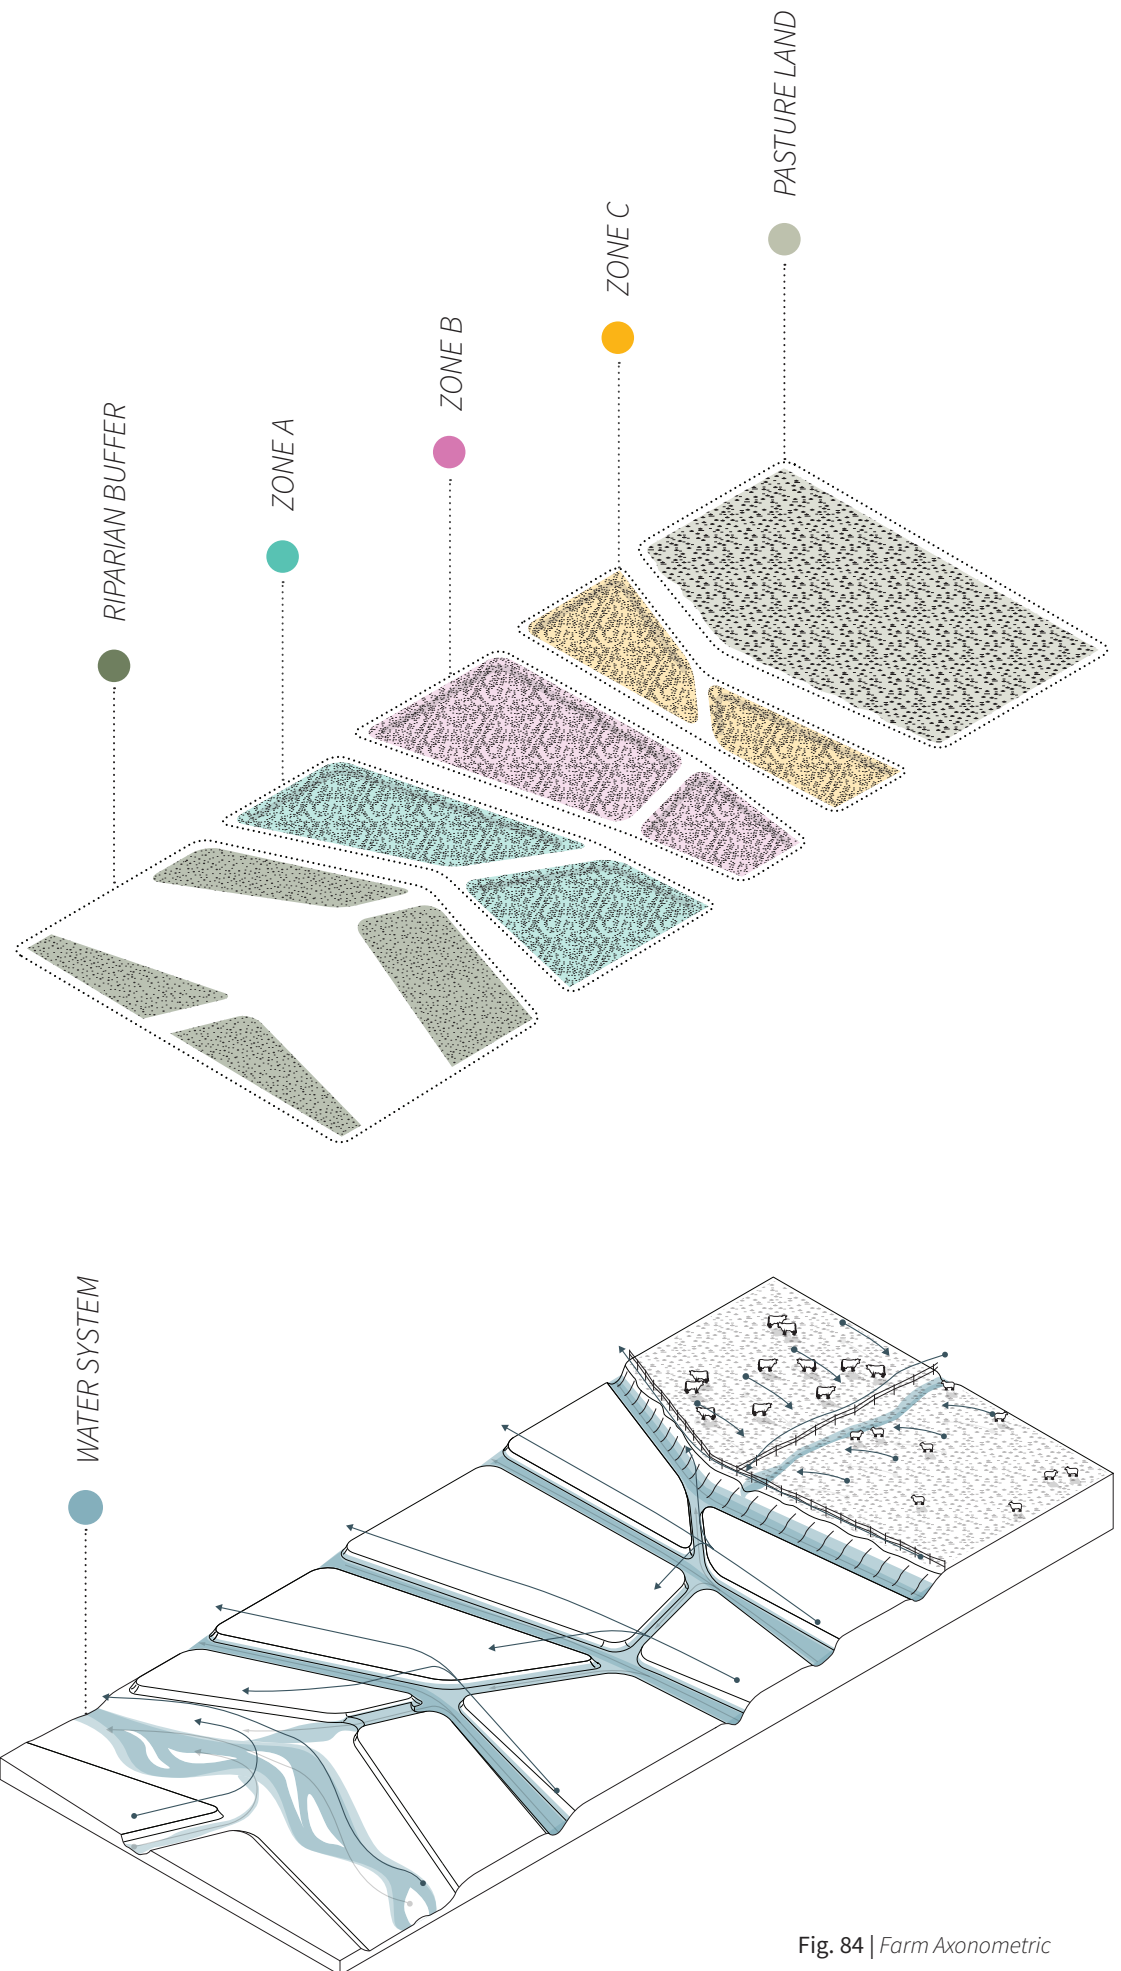 PASTURE LAND
ZONE C
ZONE B
ZONE A
RIPARIAN BUFFER
WATER SYSTEM
Fig. 84 | Farm Axonometric